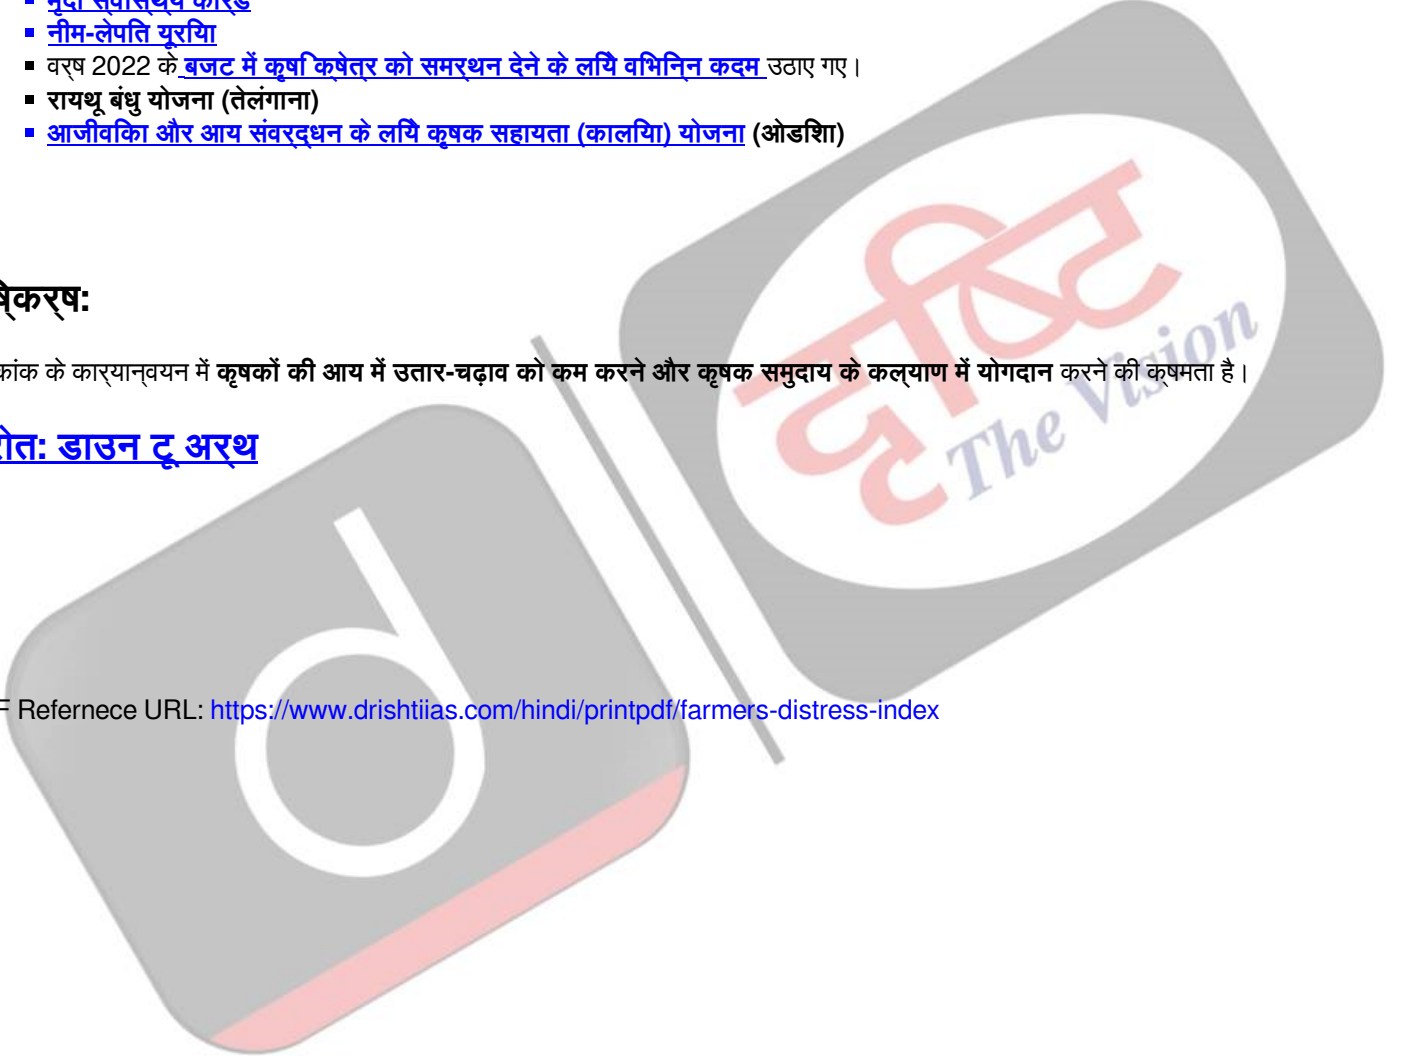 मृदा स्वास्थ्य कार्ड
नीम-लेपित यूरिया
वर्ष 2022 के बजट में कृषि क्षेत्र को समर्थन देने के लिये विभिन्न कदम उठाए गए।
रायथू बंधु योजना (तेलंगाना)
आजीविका और आय संवर्द्धन के लिये कृषक सहायता (कालिया) योजना (ओडिशा)
दृष्टि
The Vision
ष्कर्ष:
कांक के कार्यान्वयन में कृषकों की आय में उतार-चढ़ाव को कम करने और कृषक समुदाय के कल्याण में योगदान करने की क्षमता है।
रोत: डाउन टू अर्थ
d
F Refernece URL: https://www.drishtiias.com/hindi/printpdf/farmers-distress-index